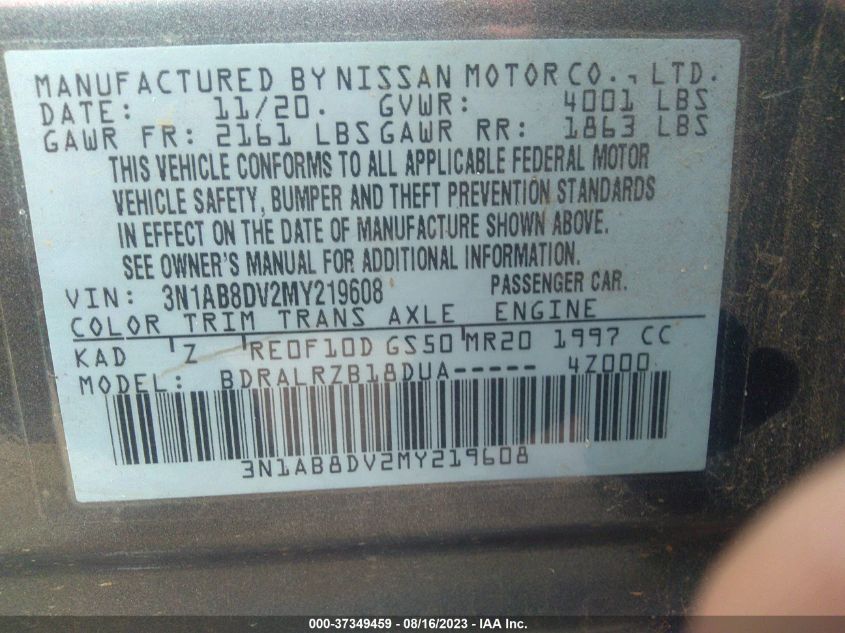 MANUFACTURED BY NISSAN MOTOR CO., LTD.
DATE: 11/20. GVWR: 4001 LBS
GAWR FR: 2161 LBS GAWR RR: 1863 LBS
THIS VEHICLE CONFORMS TO ALL APPLICABLE FEDERAL MOTOR
VEHICLE SAFETY, BUMPER AND THEFT PREVENTION STANDARDS
IN EFFECT ON THE DATE OF MANUFACTURE SHOWN ABOVE.
SEE OWNER'S MANUAL FOR ADDITIONAL INFORMATION.
VIN: 3N1AB8DV2MY219608 PASSENGER CAR.
COLOR TRIM TRANS AXLE ENGINE
KAD Z RE0F10D GS50 MR20 1997 CC
MODEL: BDRALRZB18DUA----- 4Z000
3N1AB8DV2MY219608
000-37349459 - 08/16/2023 - IAA Inc.